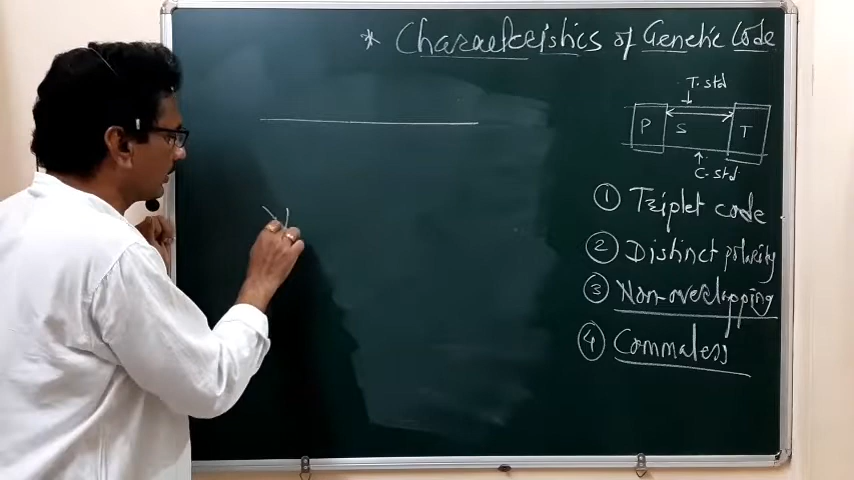 * Characteristics of Genetic Code
T. std
P S T
C. std
① Triplet code
② Distinct polarity
③ Non-overlapping
④ Commaless